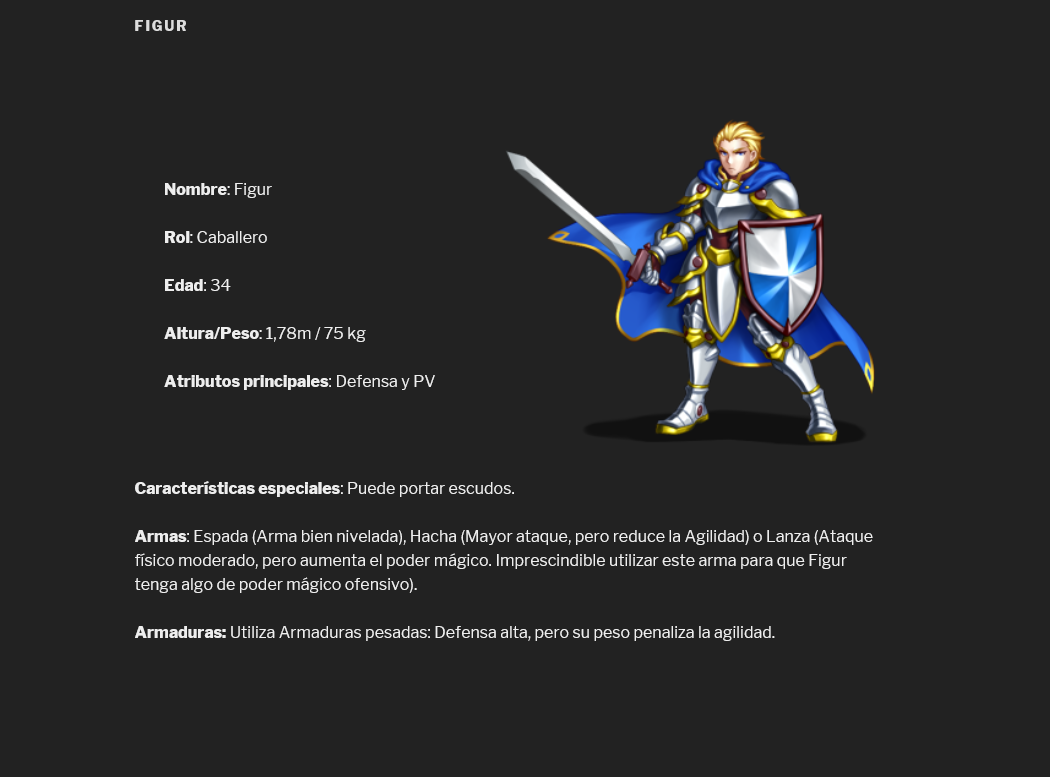 FIGUR
Nombre: Figur
Rol: Caballero
Edad: 34
Altura/Peso: 1,78m / 75 kg
Atributos principales: Defensa y PV
Características especiales: Puede portar escudos.
Armas: Espada (Arma bien nivelada), Hacha (Mayor ataque, pero reduce la Agilidad) o Lanza (Ataque
físico moderado, pero aumenta el poder mágico. Imprescindible utilizar este arma para que Figur
tenga algo de poder mágico ofensivo).
Armaduras: Utiliza Armaduras pesadas: Defensa alta, pero su peso penaliza la agilidad.